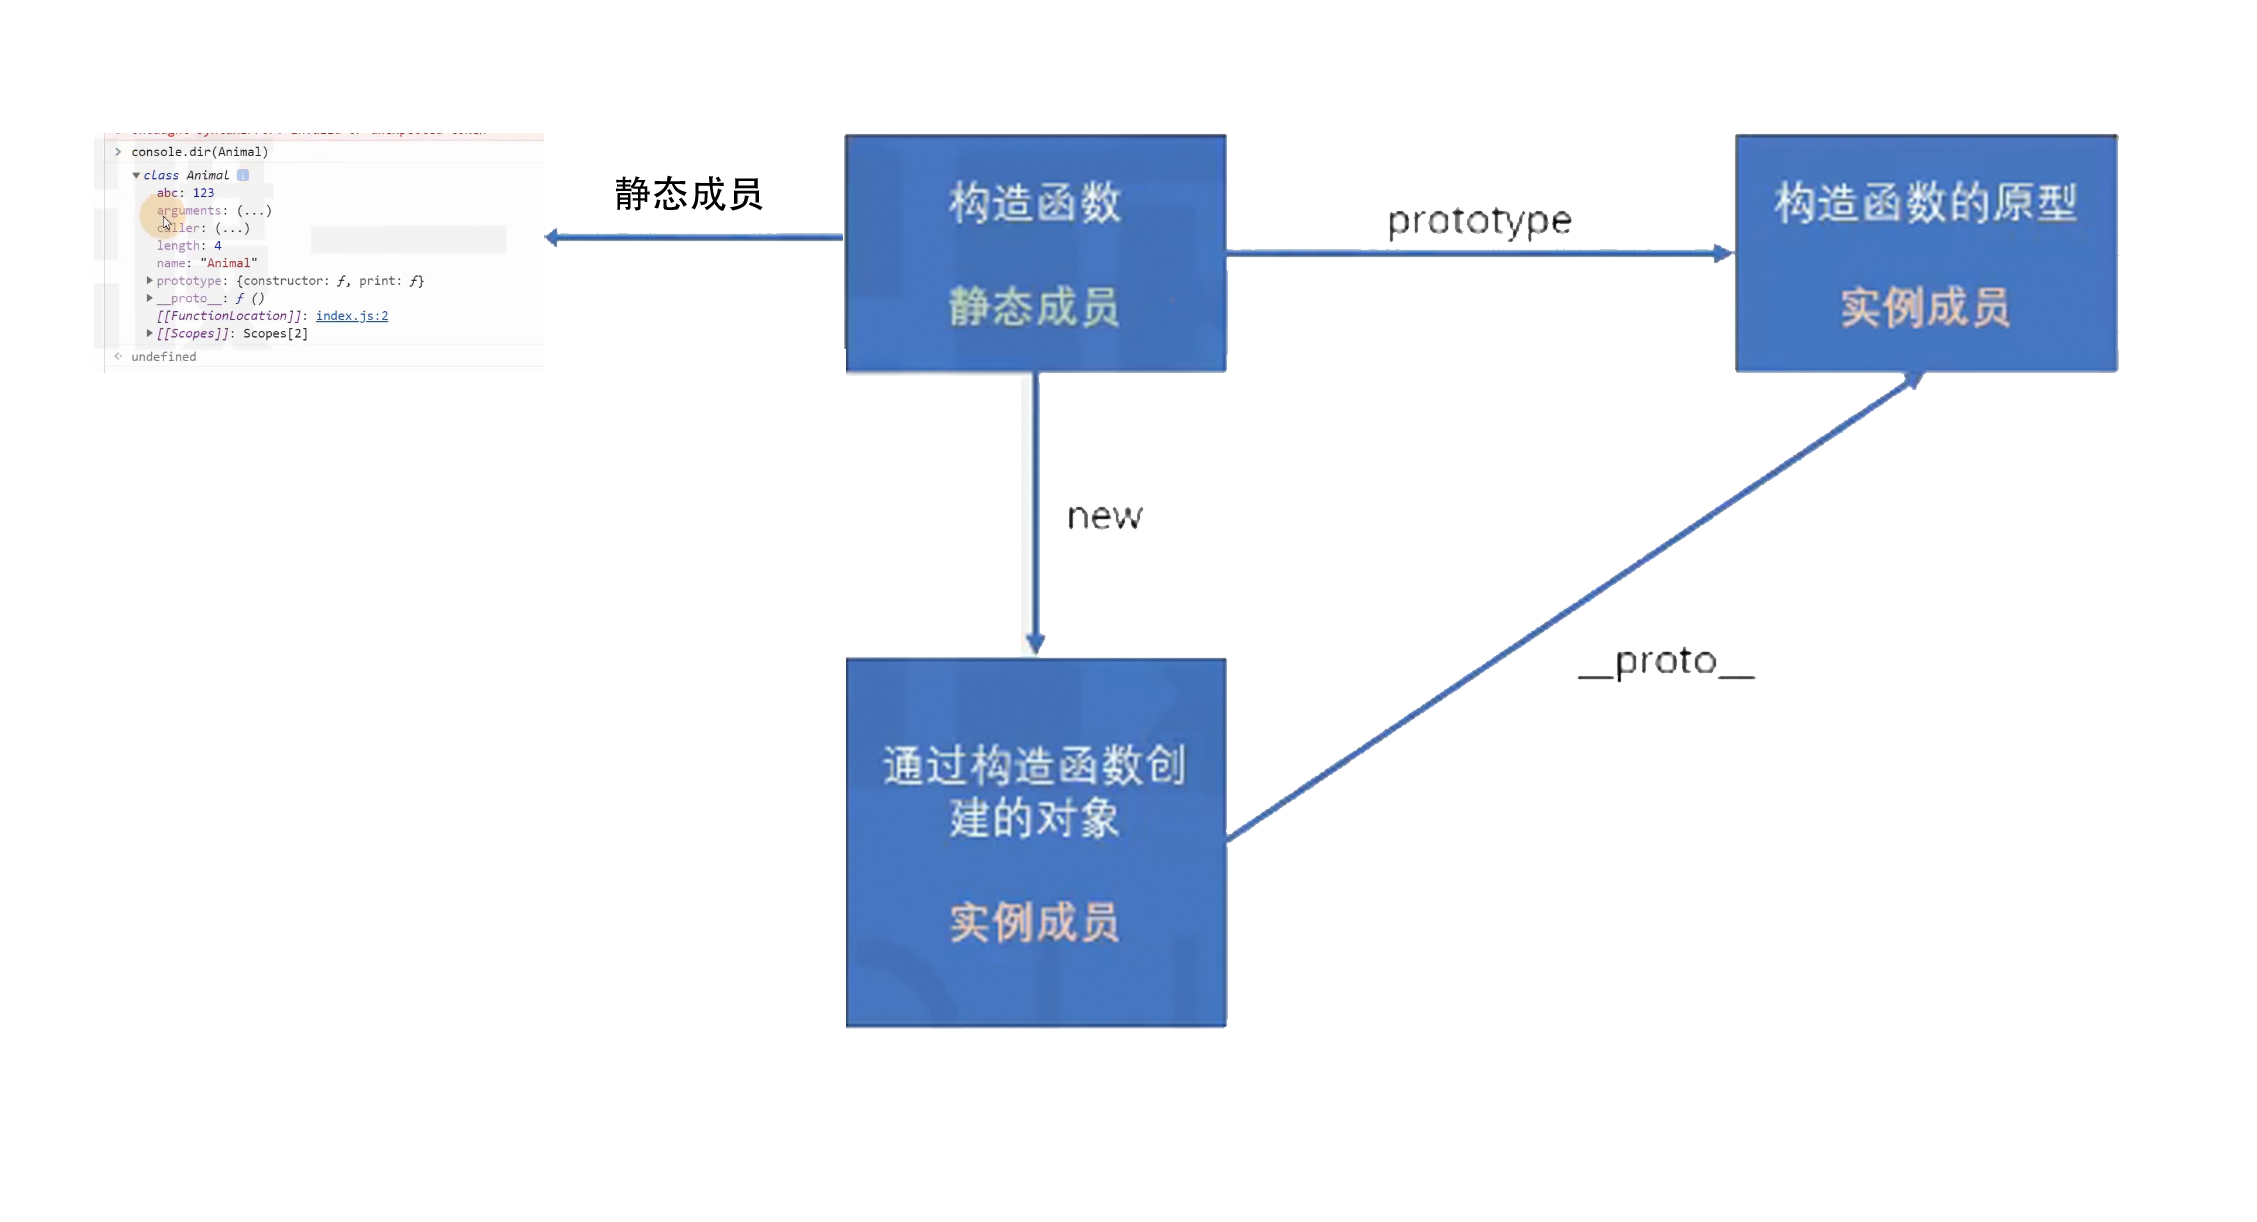 console.dir(Animal)
class Animal
abc: 123
arguments: (...)
caller: (...)
length: 4
name: "Animal"
prototype: {constructor: f, print: f}
__proto__: f ()
[[FunctionLocation]]: index.js:2
[[Scopes]]: Scopes[2]
undefined
静态成员
构造函数
静态成员
prototype
构造函数的原型
实例成员
new
__proto__
通过构造函数创
建的对象
实例成员